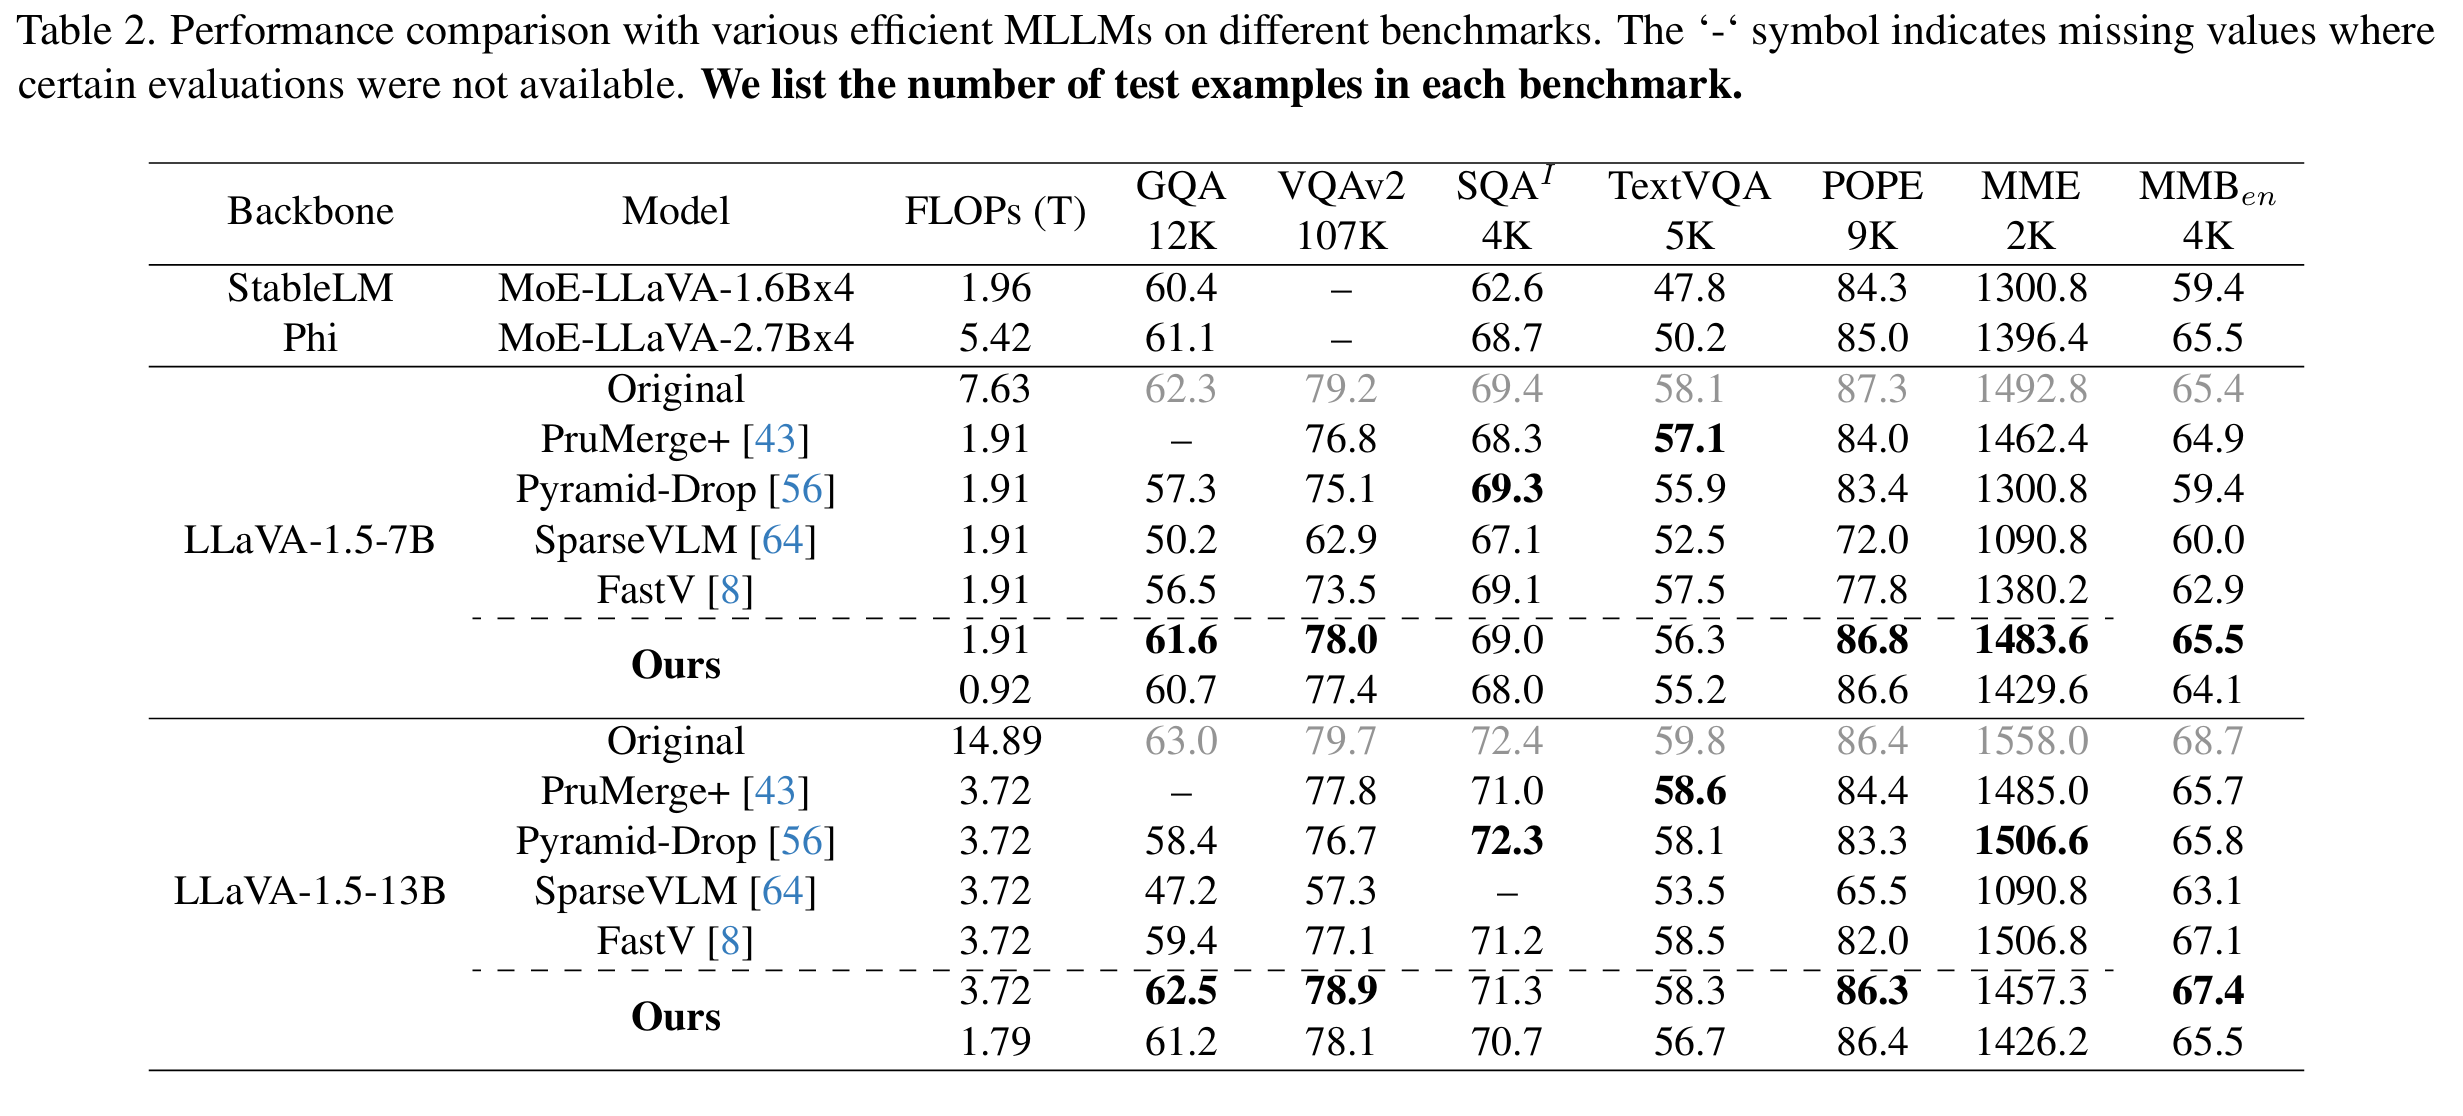 Table 2. Performance comparison with various efficient MLLMs on different benchmarks. The ‘-‘ symbol indicates missing values where
certain evaluations were not available. We list the number of test examples in each benchmark.
Backbone Model FLOPs (T) GQA VQAv2 SQA^I TextVQA POPE MME MMB_en
12K 107K 4K 5K 9K 2K 4K
StableLM MoE-LLaVA-1.6Bx4 1.96 60.4 – 62.6 47.8 84.3 1300.8 59.4
Phi MoE-LLaVA-2.7Bx4 5.42 61.1 – 68.7 50.2 85.0 1396.4 65.5
Original 7.63 62.3 79.2 69.4 58.1 87.3 1492.8 65.4
PruMerge+ [43] 1.91 – 76.8 68.3 57.1 84.0 1462.4 64.9
Pyramid-Drop [56] 1.91 57.3 75.1 69.3 55.9 83.4 1300.8 59.4
LLaVA-1.5-7B SparseVLM [64] 1.91 50.2 62.9 67.1 52.5 72.0 1090.8 60.0
FastV [8] 1.91 56.5 73.5 69.1 57.5 77.8 1380.2 62.9
Ours 1.91 61.6 78.0 69.0 56.3 86.8 1483.6 65.5
0.92 60.7 77.4 68.0 55.2 86.6 1429.6 64.1
Original 14.89 63.0 79.7 72.4 59.8 86.4 1558.0 68.7
PruMerge+ [43] 3.72 – 77.8 71.0 58.6 84.4 1485.0 65.7
Pyramid-Drop [56] 3.72 58.4 76.7 72.3 58.1 83.3 1506.6 65.8
LLaVA-1.5-13B SparseVLM [64] 3.72 47.2 57.3 – 53.5 65.5 1090.8 63.1
FastV [8] 3.72 59.4 77.1 71.2 58.5 82.0 1506.8 67.1
Ours 3.72 62.5 78.9 71.3 58.3 86.3 1457.3 67.4
1.79 61.2 78.1 70.7 56.7 86.4 1426.2 65.5